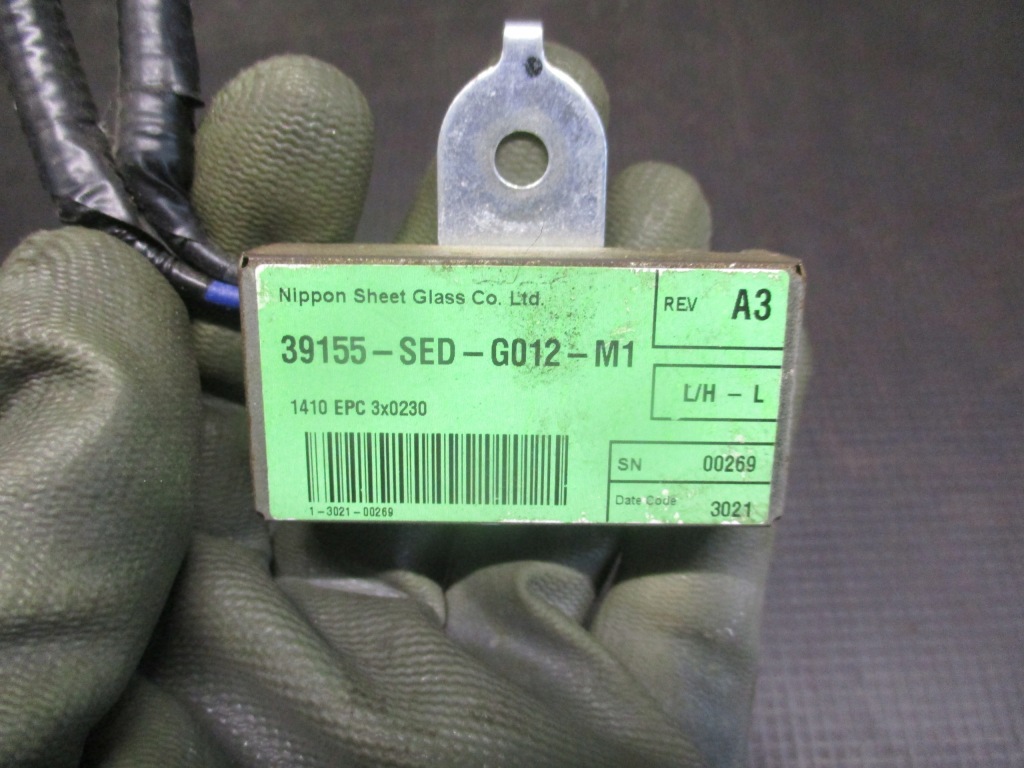 Nippon Sheet Glass Co. Ltd.
REV A3
39155-SED-G012-M1
L/H - L
1410 EPC 3x0230
SN 00269
Date Code 3021
1-3021-00269